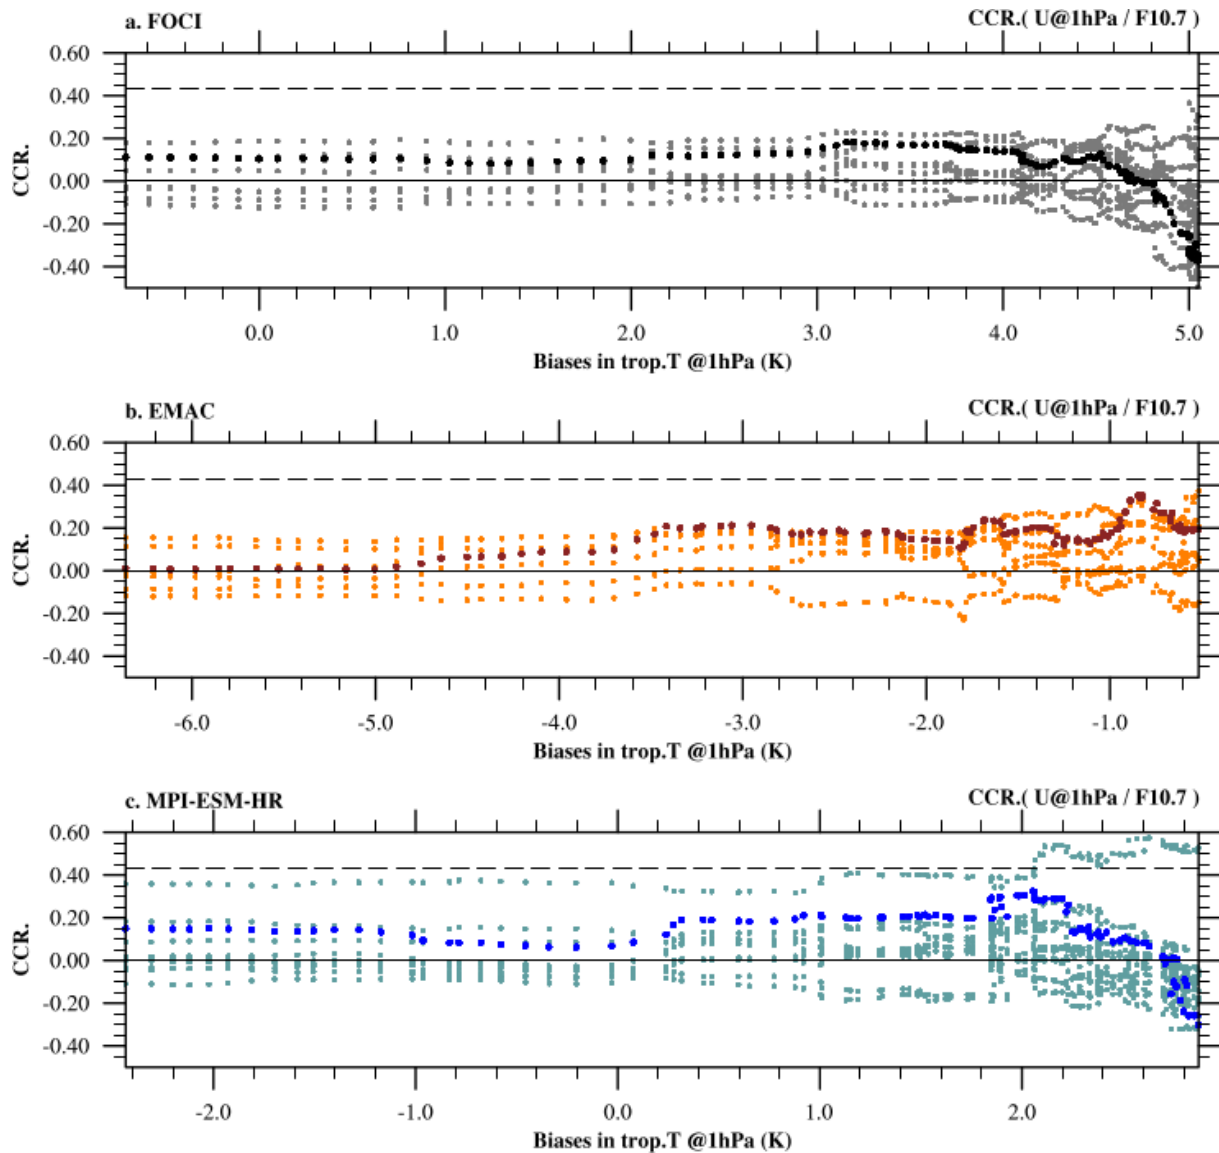 a. FOCI CCR.( U@1hPa / F10.7 )
0.60
0.40
0.20
0.00
-0.20
-0.40
CCR.
0.0 1.0 2.0 3.0 4.0 5.0
Biases in trop.T @1hPa (K)
b. EMAC CCR.( U@1hPa / F10.7 )
0.60
0.40
0.20
0.00
-0.20
-0.40
CCR.
-6.0 -5.0 -4.0 -3.0 -2.0 -1.0
Biases in trop.T @1hPa (K)
c. MPI-ESM-HR CCR.( U@1hPa / F10.7 )
0.60
0.40
0.20
0.00
-0.20
-0.40
CCR.
-2.0 -1.0 0.0 1.0 2.0
Biases in trop.T @1hPa (K)